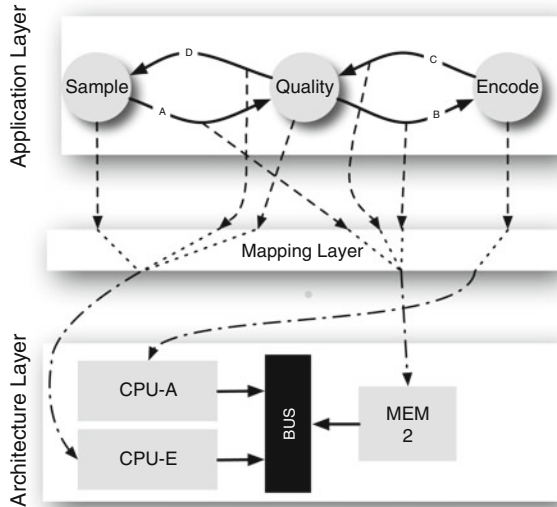 Application Layer
D
Sample
A
Quality
C
B
Encode
Mapping Layer
Architecture Layer
CPU-A
CPU-E
BUS
MEM
2